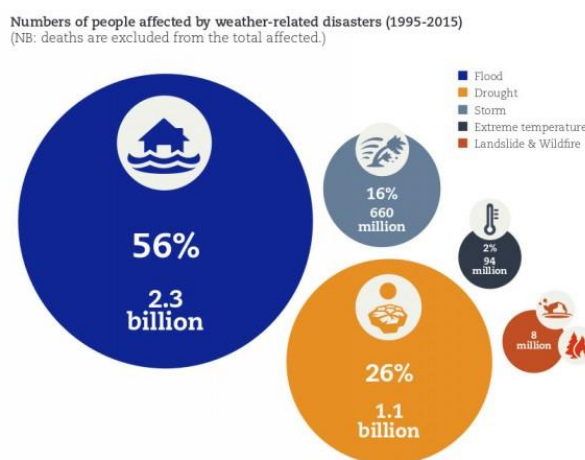 Numbers of people affected by weather-related disasters (1995-2015)
(NB: deaths are excluded from the total affected.)
Flood
Drought
Storm
Extreme temperature
Landslide & Wildfire
56%
2.3
billion
16%
660
million
2%
94
million
26%
1.1
billion
8
million